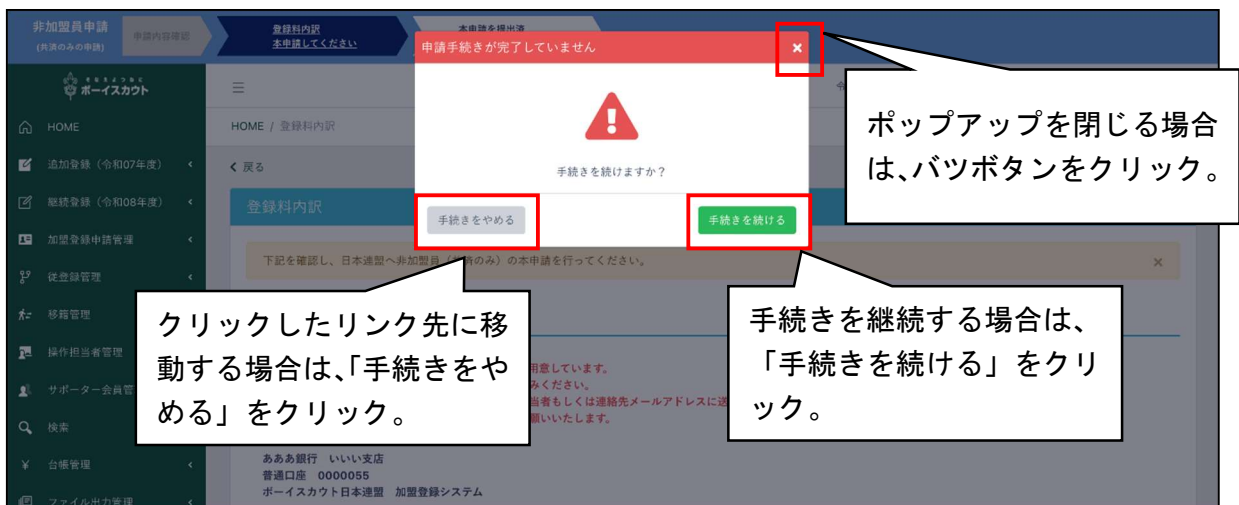 非加盟員申請
(共済のみの申請)
申請内容確認
登録料内訳
本申請してください
本申請を提出済
申請手続きが完了していません
×
ボーイスカウト
HOME / 登録料内訳
戻る
登録料内訳
手続きを続けますか？
手続きをやめる
手続きを続ける
ポップアップを閉じる場合
は、バツボタンをクリック。
HOME
追加登録（令和07年度）
継続登録（令和08年度）
加盟登録申請管理
従登録管理
移籍管理
操作担当者管理
サポーター会員管
検索
台帳管理
ファイル出力管理
下記を確認し、日本連盟へ非加盟員（共済のみ）の本申請を行ってください。
×
クリックしたリンク先に移
動する場合は、「手続きをや
める」をクリック。
手続きを継続する場合は、
「手続きを続ける」をクリ
ック。
用意しています。
みください。
当者もしくは連絡先メールアドレスに送
願いいたします。
あああ銀行 いいい支店
普通口座 0000055
ボーイスカウト日本連盟 加盟登録システム